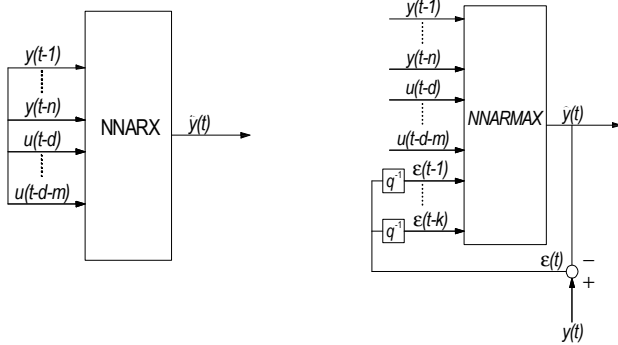 y(t-1)
y(t-n)
u(t-d)
u(t-d-m)
NNARX
ŷ(t)
y(t-1)
y(t-n)
u(t-d)
u(t-d-m)
q⁻¹ ε(t-1)
q⁻¹ ε(t-k)
NNARMAX
ŷ(t)
ε(t)
−
+
y(t)